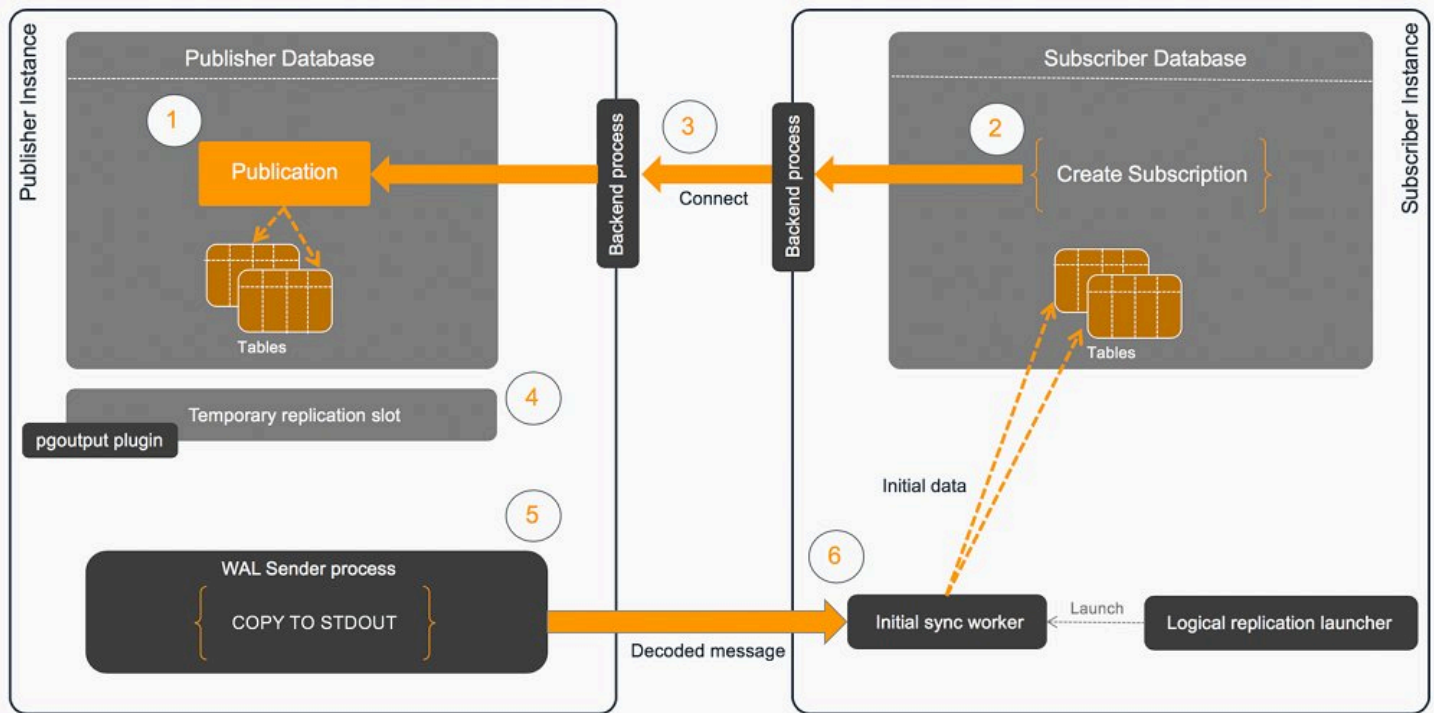 Publisher Instance
Publisher Database
1
Publication
Tables
Temporary replication slot
4
pgoutput plugin
5
WAL Sender process
{ COPY TO STDOUT }
Backend process
3
Connect
Backend process
Subscriber Instance
Subscriber Database
2
{ Create Subscription }
Tables
Initial data
6
Initial sync worker
Launch
Logical replication launcher
Decoded message